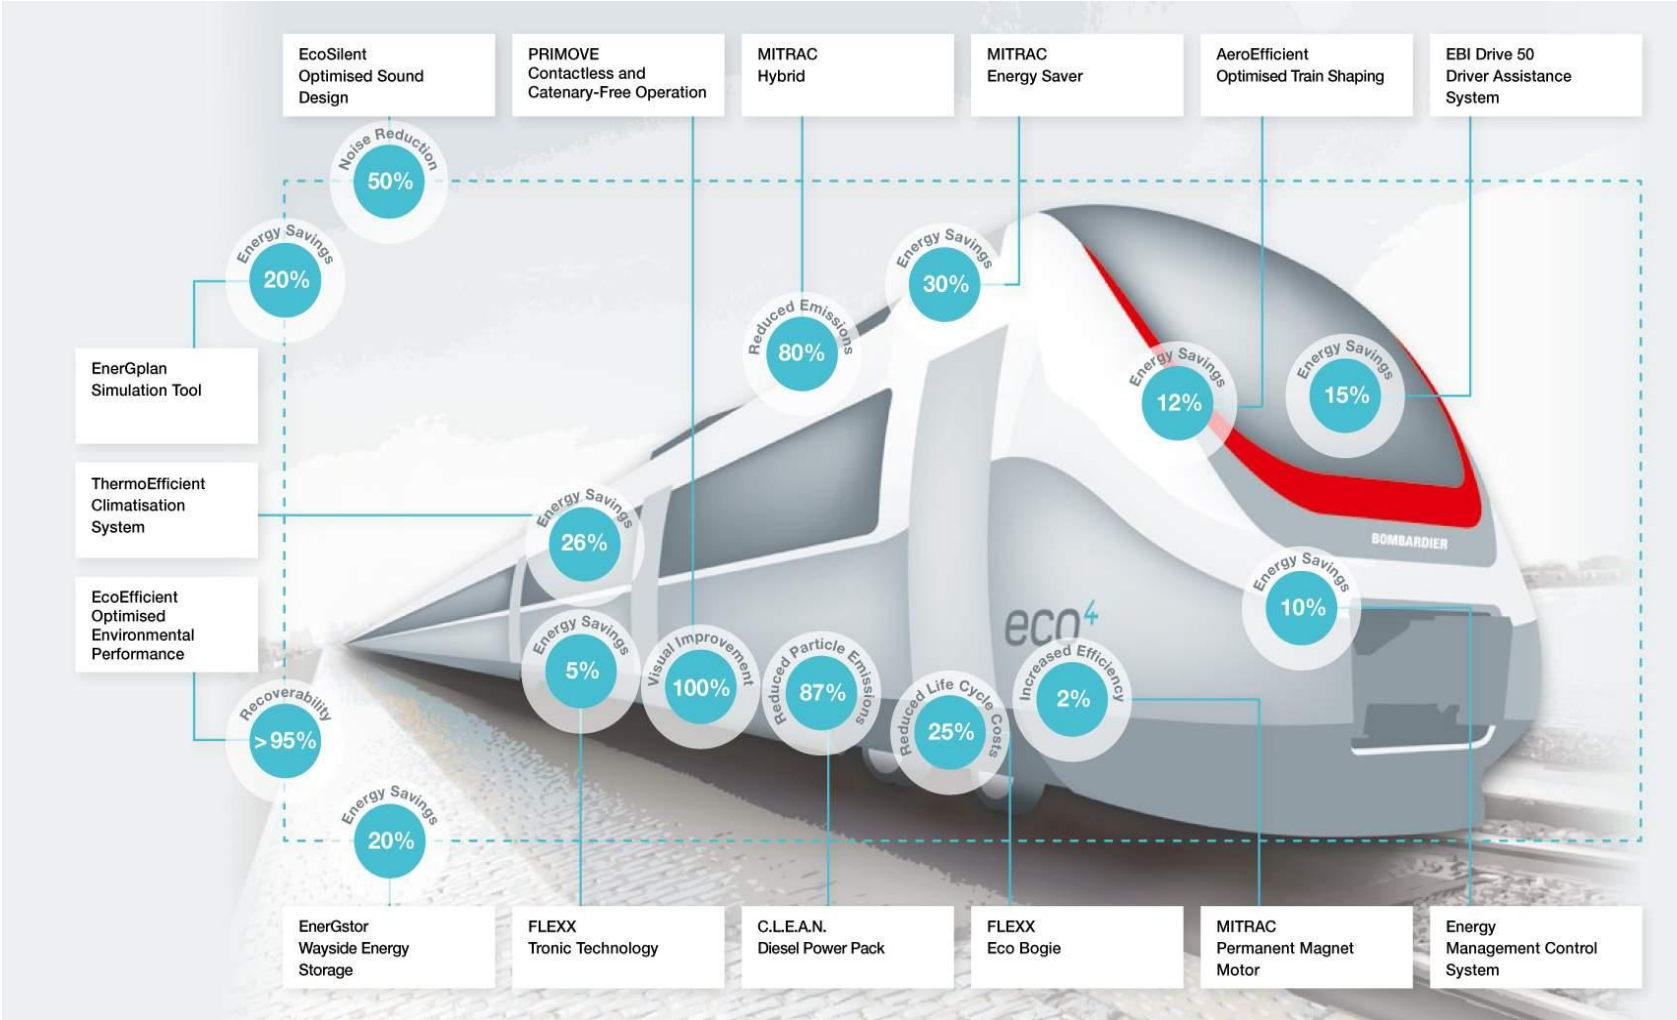 EcoSilent
Optimised Sound
Design
PRIMOVE
Contactless and
Catenary-Free Operation
MITRAC
Hybrid
MITRAC
Energy Saver
AeroEfficient
Optimised Train Shaping
EBI Drive 50
Driver Assistance
System
Noise Reduction
50%
Energy Savings
20%
Energy Savings
30%
Reduced Emissions
80%
Energy Savings
12%
Energy Savings
15%
EnerGplan
Simulation Tool
ThermoEfficient
Climatisation
System
Energy Savings
26%
BOMBARDIER
EcoEfficient
Optimised
Environmental
Performance
Energy Savings
10%
eco4
Energy Savings
5%
Visual Improvement
100%
Reduced Particle Emissions
87%
Reduced Life Cycle Costs
25%
Increased Efficiency
2%
Recoverability
>95%
Energy Savings
20%
EnerGstor
Wayside Energy
Storage
FLEXX
Tronic Technology
C.L.E.A.N.
Diesel Power Pack
FLEXX
Eco Bogie
MITRAC
Permanent Magnet
Motor
Energy
Management Control
System